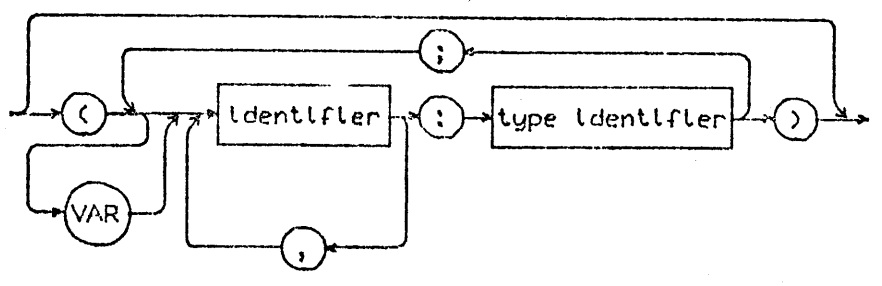 ;
( identifier : type identifier )
VAR
,